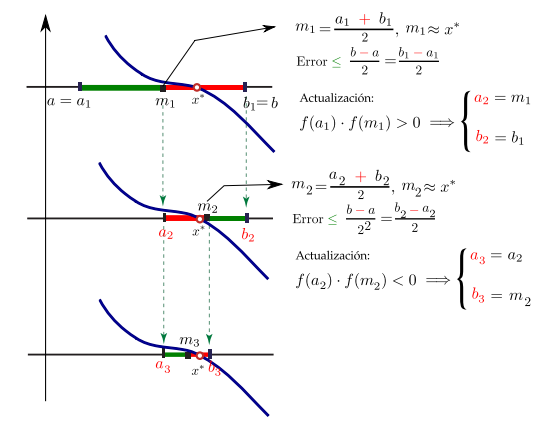 m₁ = (a₁ + b₁)/2, m₁ ≈ x*
Error ≤ (b − a)/2 = (b₁ − a₁)/2
a = a₁ m₁ x* b₁ = b
Actualización:
f(a₁) · f(m₁) > 0 ⟹ { a₂ = m₁
b₂ = b₁
m₂ = (a₂ + b₂)/2, m₂ ≈ x*
m₂
Error ≤ (b − a)/2² = (b₂ − a₂)/2
a₂ x* b₂
Actualización:
f(a₂) · f(m₂) < 0 ⟹ { a₃ = a₂
b₃ = m₂
m₃
a₃ x* b₃